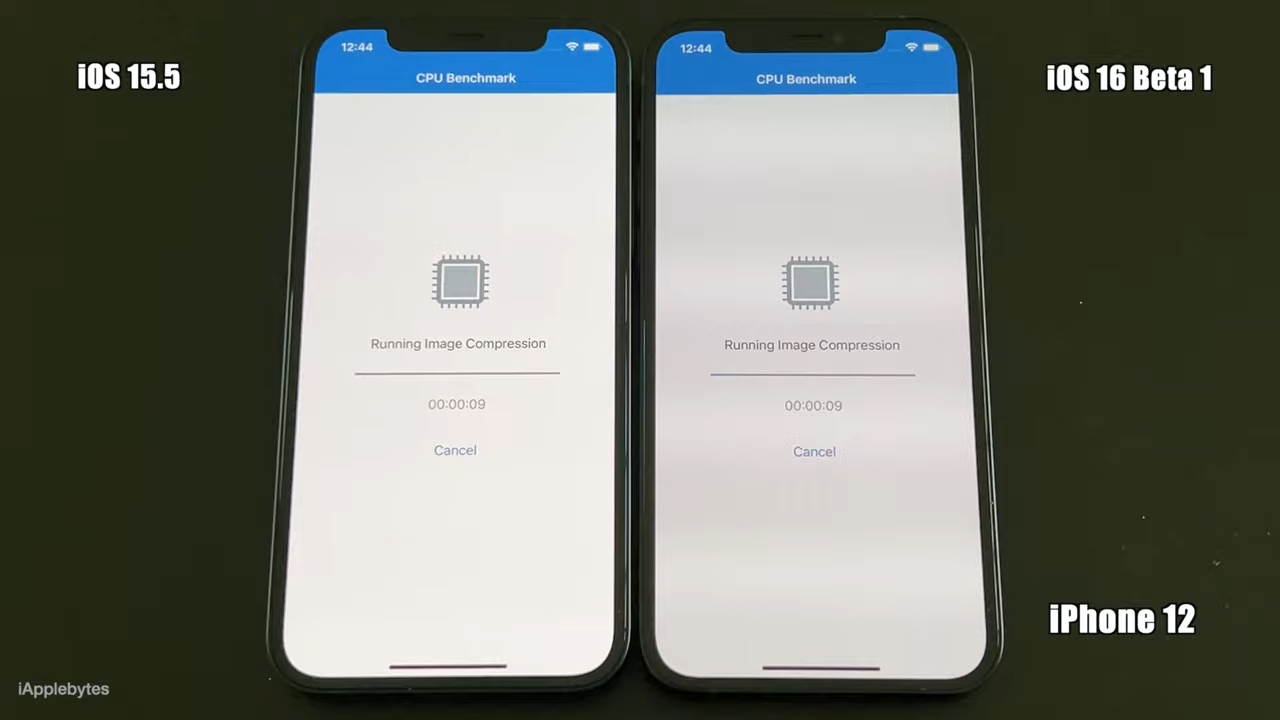 iOS 15.5
12:44
CPU Benchmark
Running Image Compression
00:00:09
Cancel
12:44
CPU Benchmark
Running Image Compression
00:00:09
Cancel
iOS 16 Beta 1
iPhone 12
iApplebytes